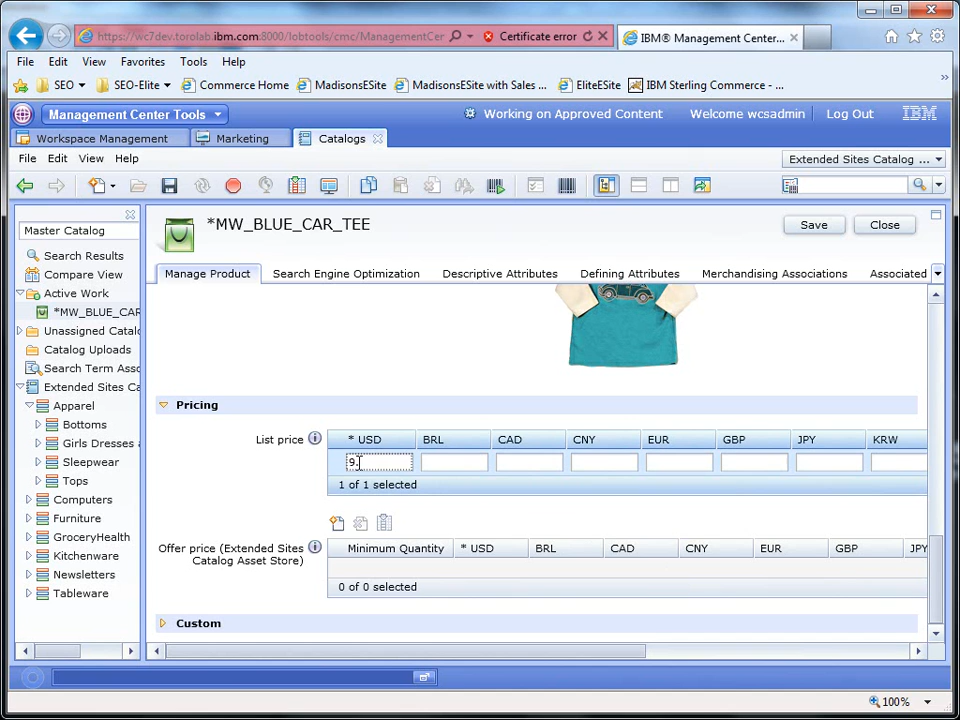 https://wc7dev.torolab.ibm.com:8000/lobtools/cmc/ManagementCer
Certificate error
IBM® Management Center...
File Edit View Favorites Tools Help
SEO SEO-Elite Commerce Home MadisonsESite MadisonsESite with Sales ... EliteESite IBM Sterling Commerce - ...
Management Center Tools
Working on Approved Content
Welcome wcsadmin
Log Out
IBM
Workspace Management
Marketing
Catalogs
File Edit View Help
Extended Sites Catalog ...
Master Catalog
Search Results
Compare View
Active Work
*MW_BLUE_CAR
Unassigned Catalo
Catalog Uploads
Search Term Asso
Extended Sites Ca
Apparel
Bottoms
Girls Dresses a
Sleepwear
Tops
Computers
Furniture
GroceryHealth
Kitchenware
Newsletters
Tableware
*MW_BLUE_CAR_TEE
Save
Close
Manage Product
Search Engine Optimization
Descriptive Attributes
Defining Attributes
Merchandising Associations
Associated
Pricing
List price
* USD BRL CAD CNY EUR GBP JPY KRW
9.
1 of 1 selected
Offer price (Extended Sites
Catalog Asset Store)
Minimum Quantity * USD BRL CAD CNY EUR GBP JPY
0 of 0 selected
Custom
100%